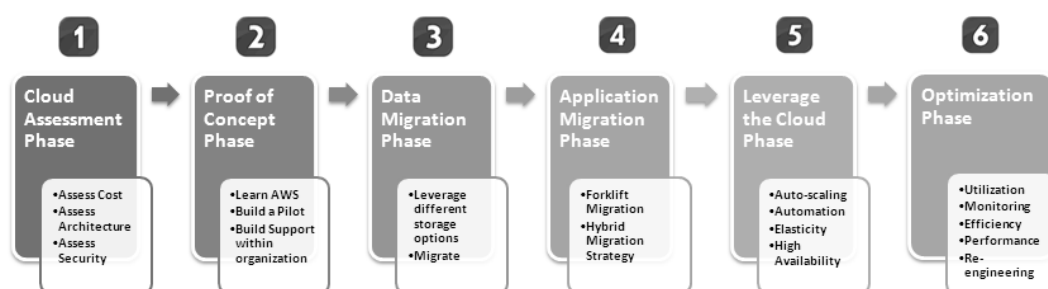 1
Cloud
Assessment
Phase
•Assess Cost
•Assess
Architecture
•Assess
Security
2
Proof of
Concept
Phase
•Learn AWS
•Build a Pilot
•Build Support
within
organization
3
Data
Migration
Phase
•Leverage
different
storage
options
•Migrate
4
Application
Migration
Phase
•Forklift
Migration
•Hybrid
Migration
Strategy
5
Leverage
the Cloud
Phase
•Auto-scaling
•Automation
•Elasticity
•High
Availability
6
Optimization
Phase
•Utilization
•Monitoring
•Efficiency
•Performance
•Re-
engineering